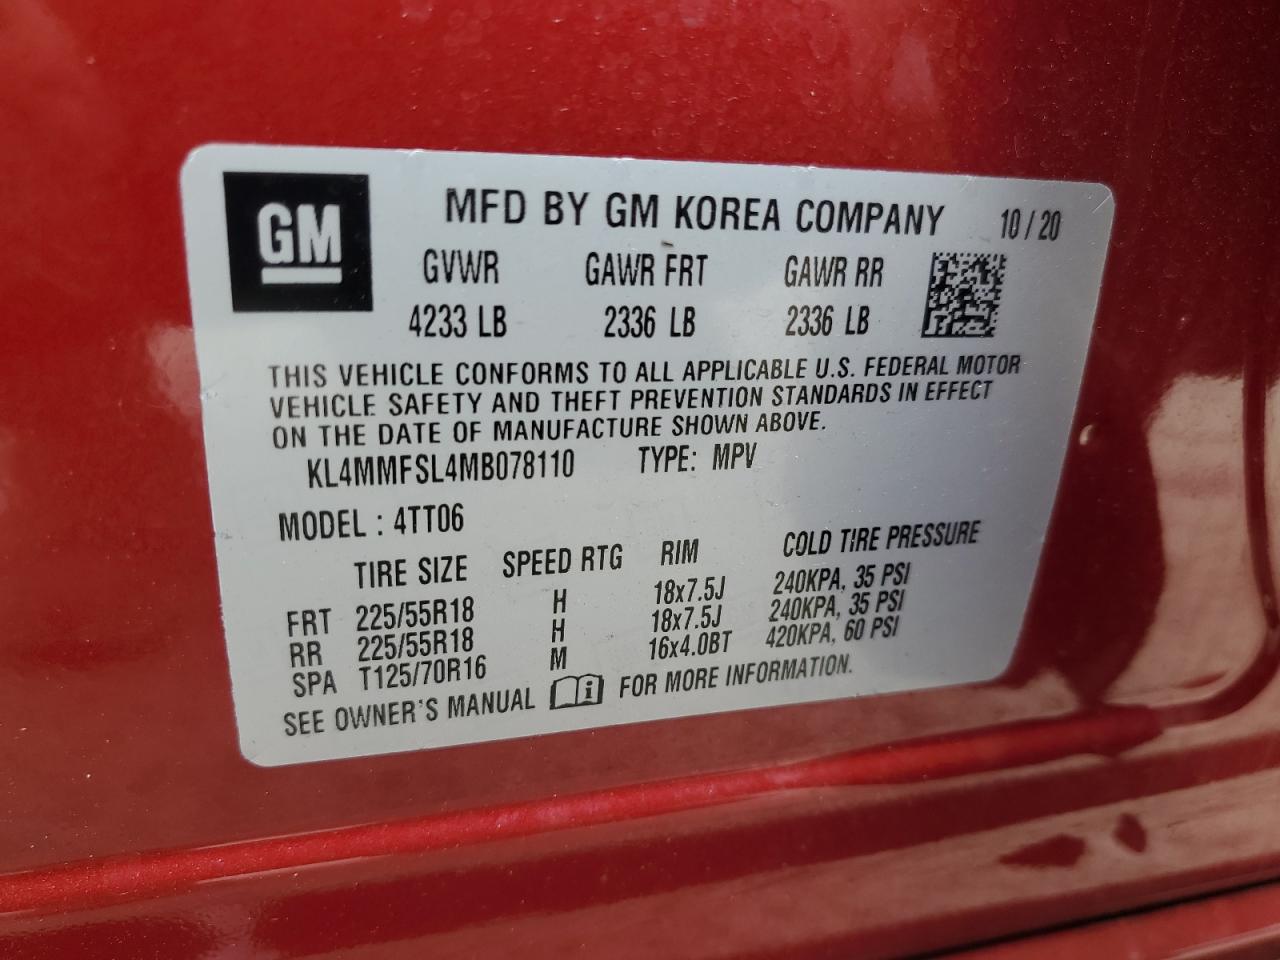 GM
MFD BY GM KOREA COMPANY 10 / 20
GVWR GAWR FRT GAWR RR
4233 LB 2336 LB 2336 LB
THIS VEHICLE CONFORMS TO ALL APPLICABLE U.S. FEDERAL MOTOR
VEHICLE SAFETY AND THEFT PREVENTION STANDARDS IN EFFECT
ON THE DATE OF MANUFACTURE SHOWN ABOVE.
KL4MMFSL4MB078110 TYPE: MPV
MODEL : 4TT06
TIRE SIZE SPEED RTG RIM COLD TIRE PRESSURE
FRT 225/55R18 H 18x7.5J 240KPA, 35 PSI
RR 225/55R18 H 18x7.5J 240KPA, 35 PSI
SPA T125/70R16 M 16x4.0BT 420KPA, 60 PSI
SEE OWNER'S MANUAL i FOR MORE INFORMATION.